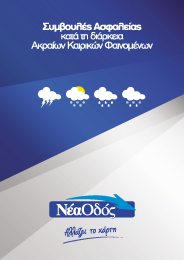 Συμβουλές Ασφαλείας
κατά τη διάρκεια
Ακραίων Καιρικών Φαινομένων
ΝέαΟδός
Αλλάζει το χάρτη